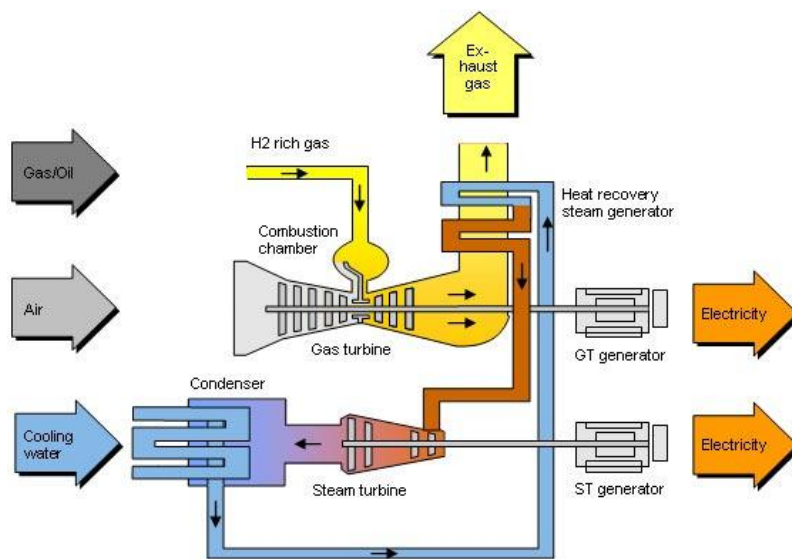 Ex-
haust
gas
H2 rich gas
Gas/Oil
Heat recovery
steam generator
Combustion
chamber
Air
Electricity
Gas turbine
GT generator
Condenser
Cooling
water
Electricity
Steam turbine
ST generator